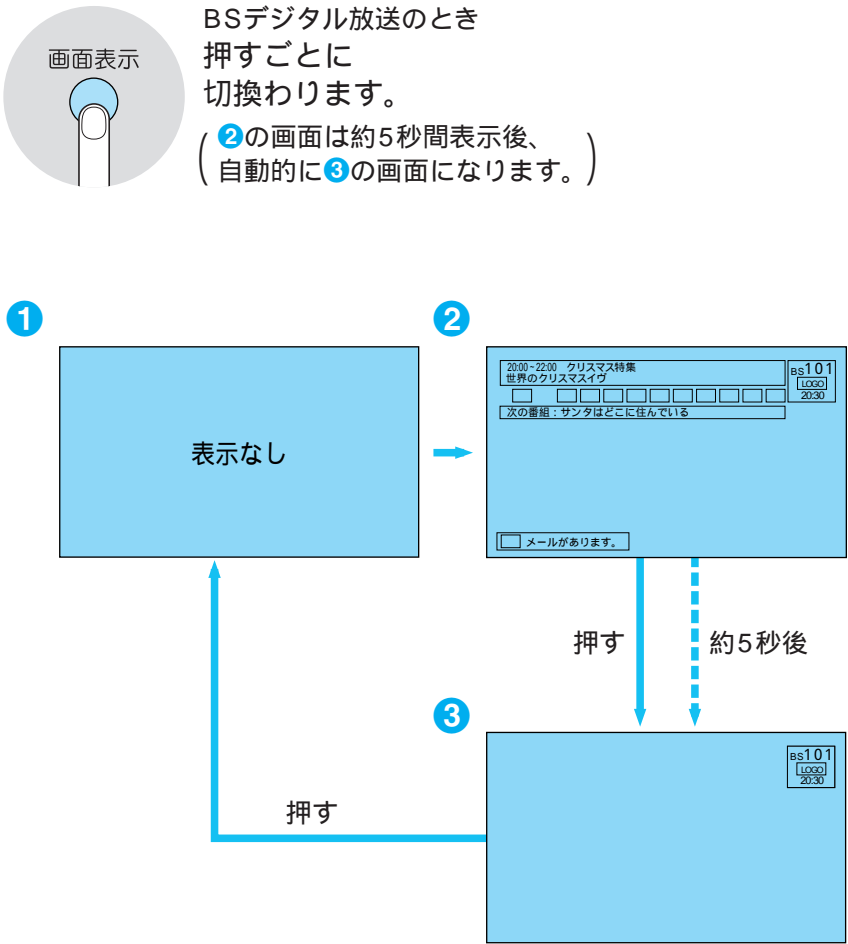 画面表示
BSデジタル放送のとき
押すごとに
切換わります。
(❷の画面は約5秒間表示後、
自動的に❸の画面になります。)
❶
表示なし
❷
20:00~22:00 クリスマス特集
世界のクリスマスイヴ
次の番組：サンタはどこに住んでいる
BS101
LOGO
20:30
メールがあります。
押す
約5秒後
❸
BS101
LOGO
20:30
押す